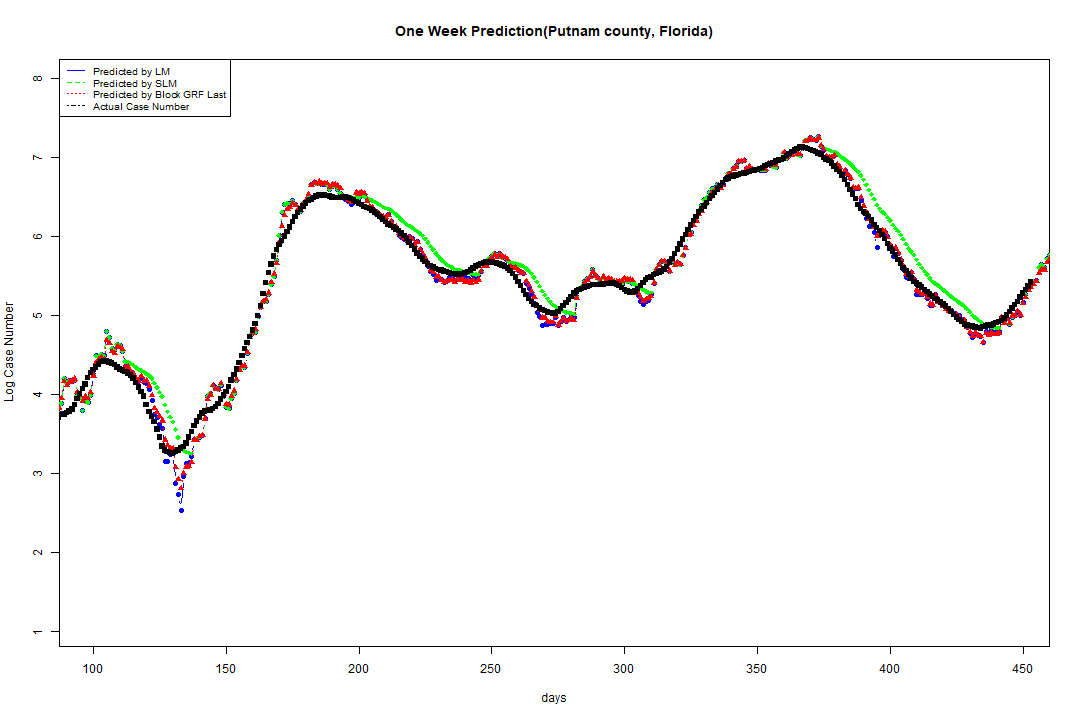 One Week Prediction(Putnam county, Florida)
Predicted by LM
Predicted by SLM
Predicted by Block GRF Last
Actual Case Number
8
7
6
5
4
3
2
1
Log Case Number
100 150 200 250 300 350 400 450
days